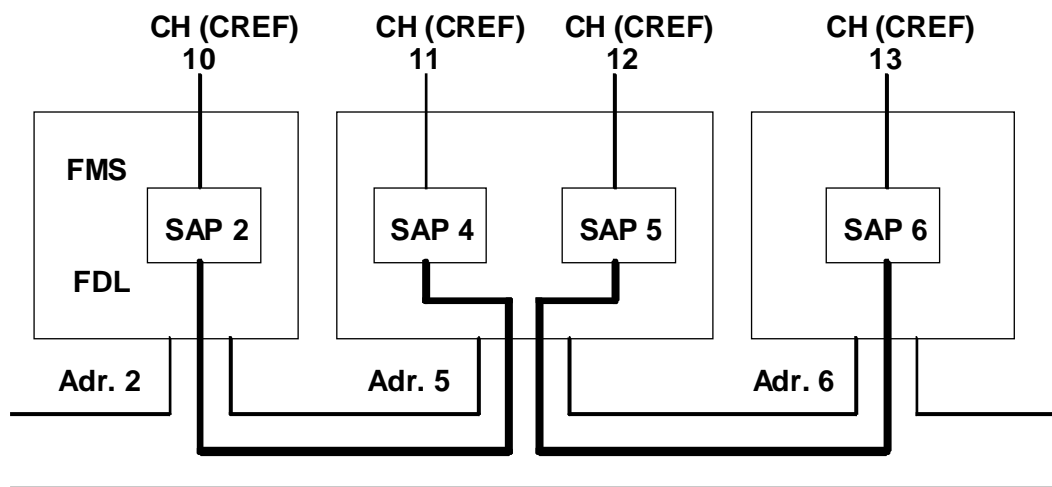 CH (CREF) CH (CREF) CH (CREF) CH (CREF)
10 11 12 13
FMS
SAP 2 SAP 4 SAP 5 SAP 6
FDL
Adr. 2 Adr. 5 Adr. 6